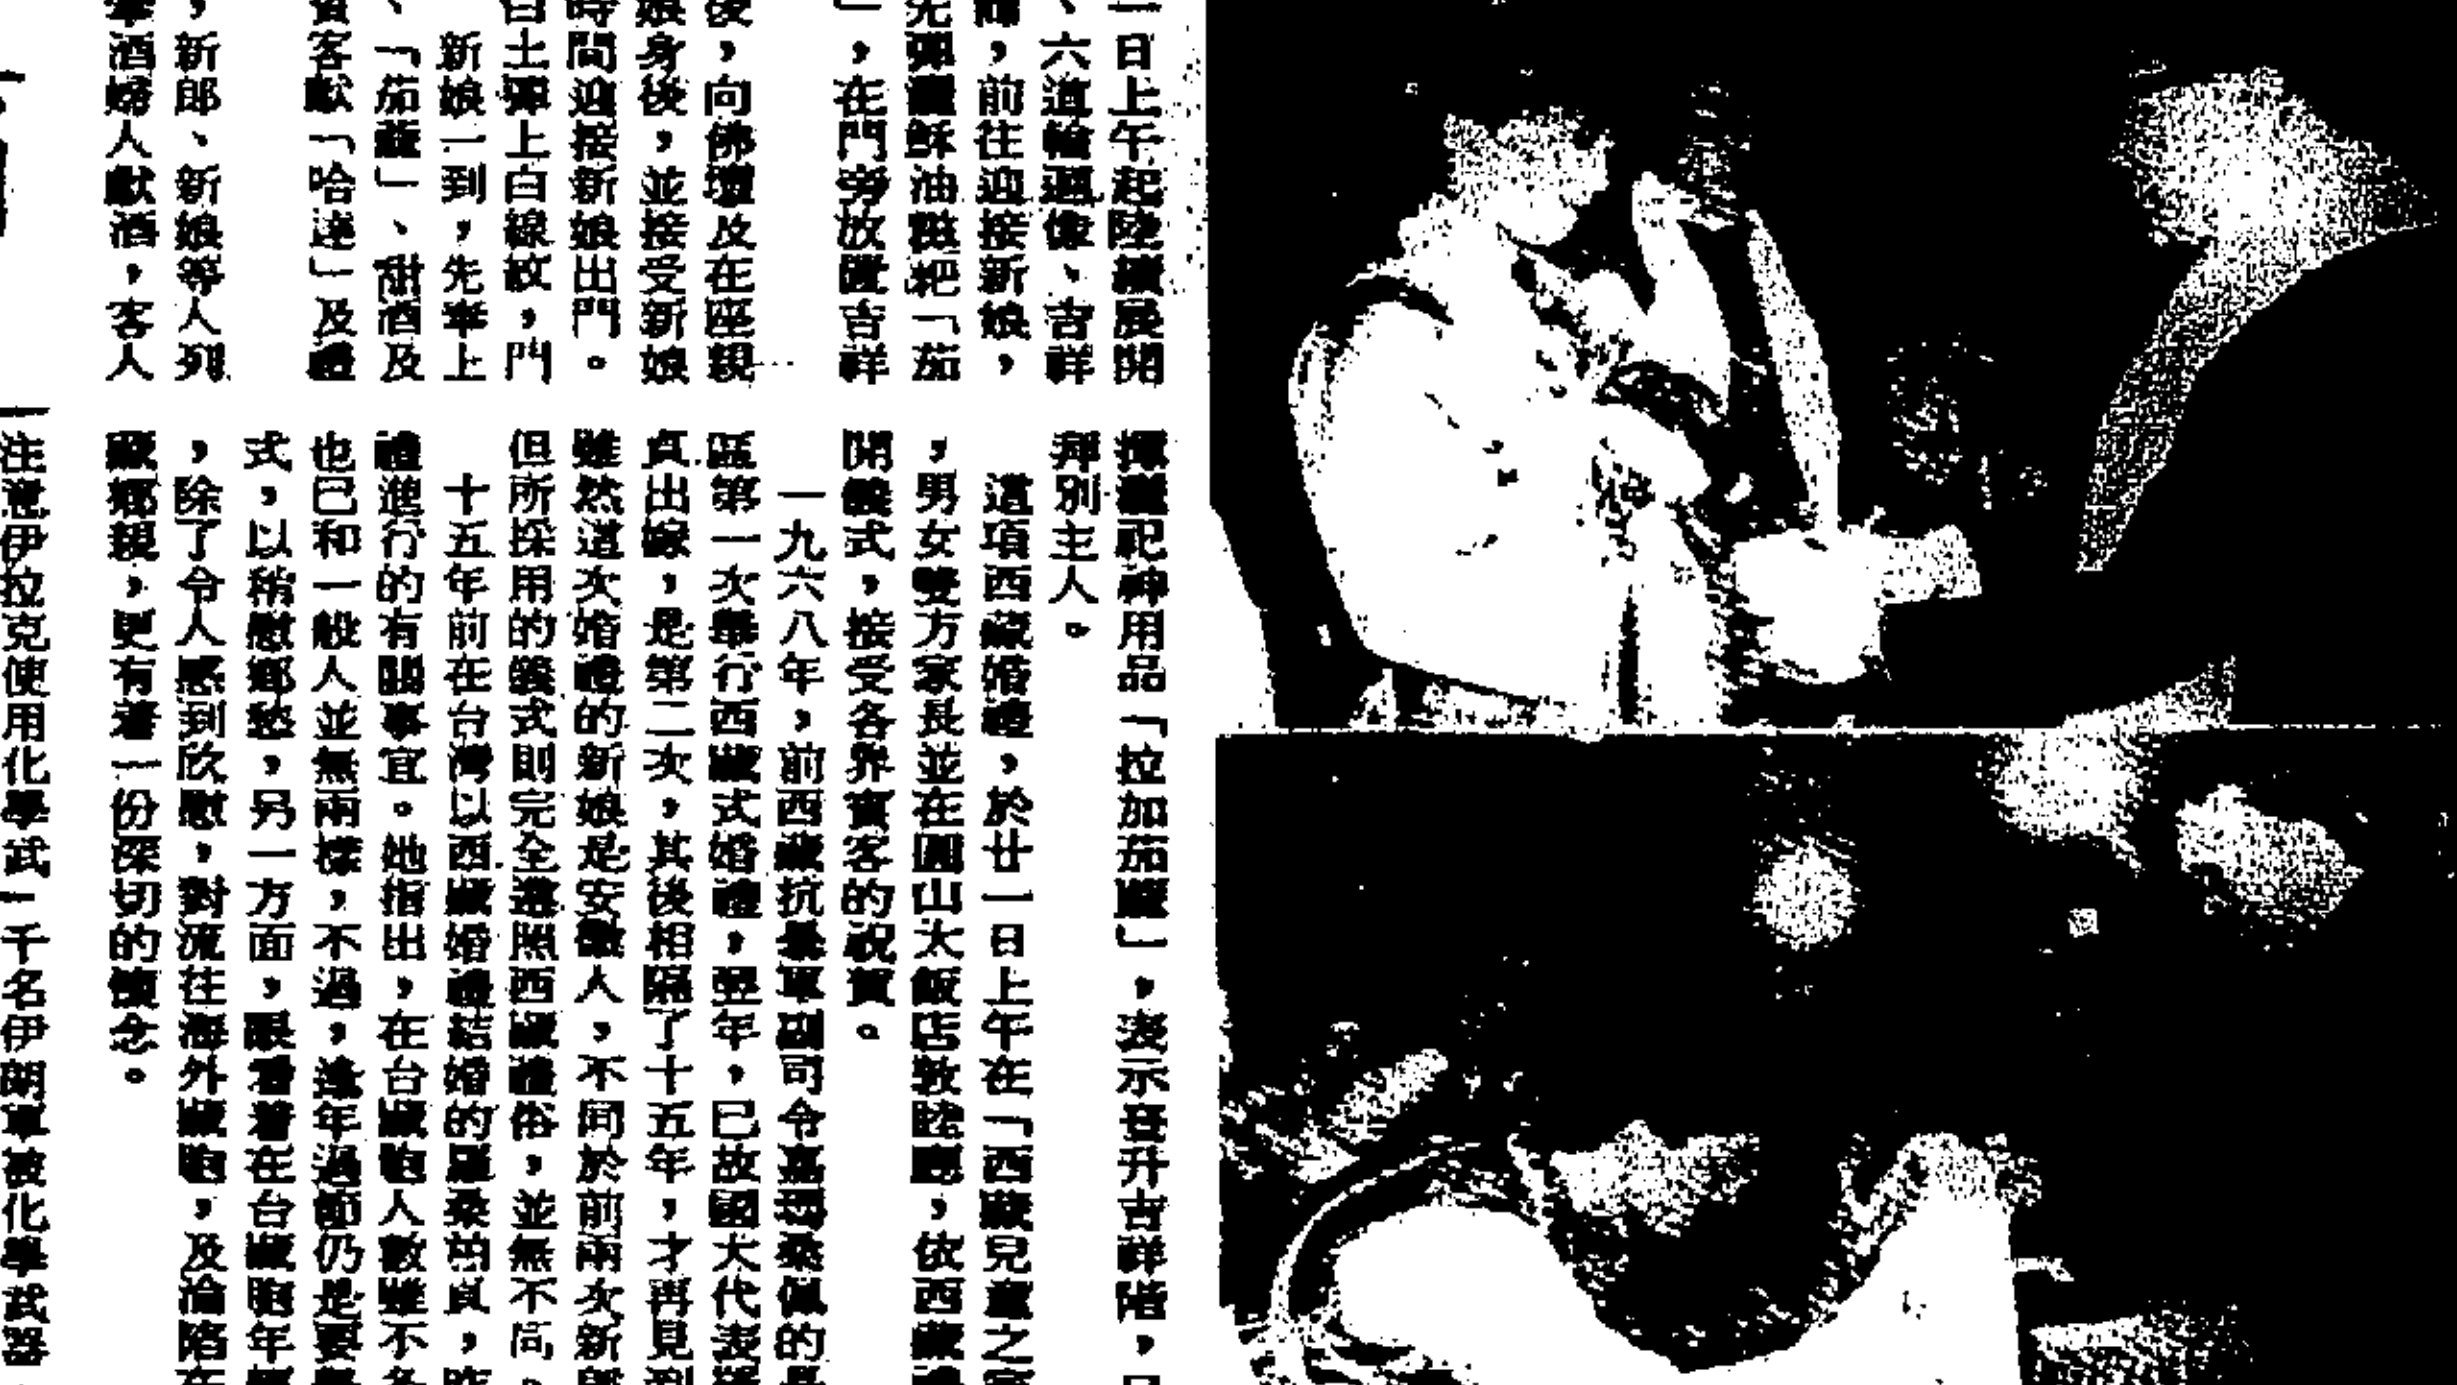 一日上午起陸續展開
、六道輪迴像、吉祥
，前往迎接新娘，
先彈灑酥油糌粑「茄
」，在門旁放置吉祥
後，向佛壇及在座親
娘身後，並接受新娘
時間迎接新娘出門。
白土彈上白線紋，門
新娘一到，先奉上
、「茄蘇」、甜酒及
賓客獻「哈達」及禮
，新郎、新娘等人列
酒婦人獻酒，客人
揮灑祀神用品「拉加茄」，表示吾升吉祥階，
拜別主人。
這項西藏婚禮，於廿一日上午在「西藏兒童之家
，男女雙方家長並在圓山大飯店敦睦廳，依西藏
開儀式，接受各界賓客的祝賀。
一九六八年，前西藏抗暴軍副司令嘉瑪桑佩的長
區第一次舉行西藏式婚禮，翌年，已故國大代表
貞出嫁，是第二次，其後相隔了十五年，才再見到
雖然這次婚禮的新娘是安徽人，不同於前兩次新
但所採用的儀式則完全遵照西藏禮俗，並無不同。
十五年前在台灣以西藏婚禮結婚的羅桑拉貞，昨
禮進行的有關事宜。她指出，在台藏胞人數雖不多
也已和一般人並無兩樣，不過，逢年過節仍是要
式，以稍慰鄉愁，另一方面，眼看着在台藏胞年
，除了令人感到欣慰，對流往海外藏胞，及淪陷在
藏鄉親，更有著一份深切的懷念。
注意伊拉克使用化學武 千名伊朗軍被化學武器